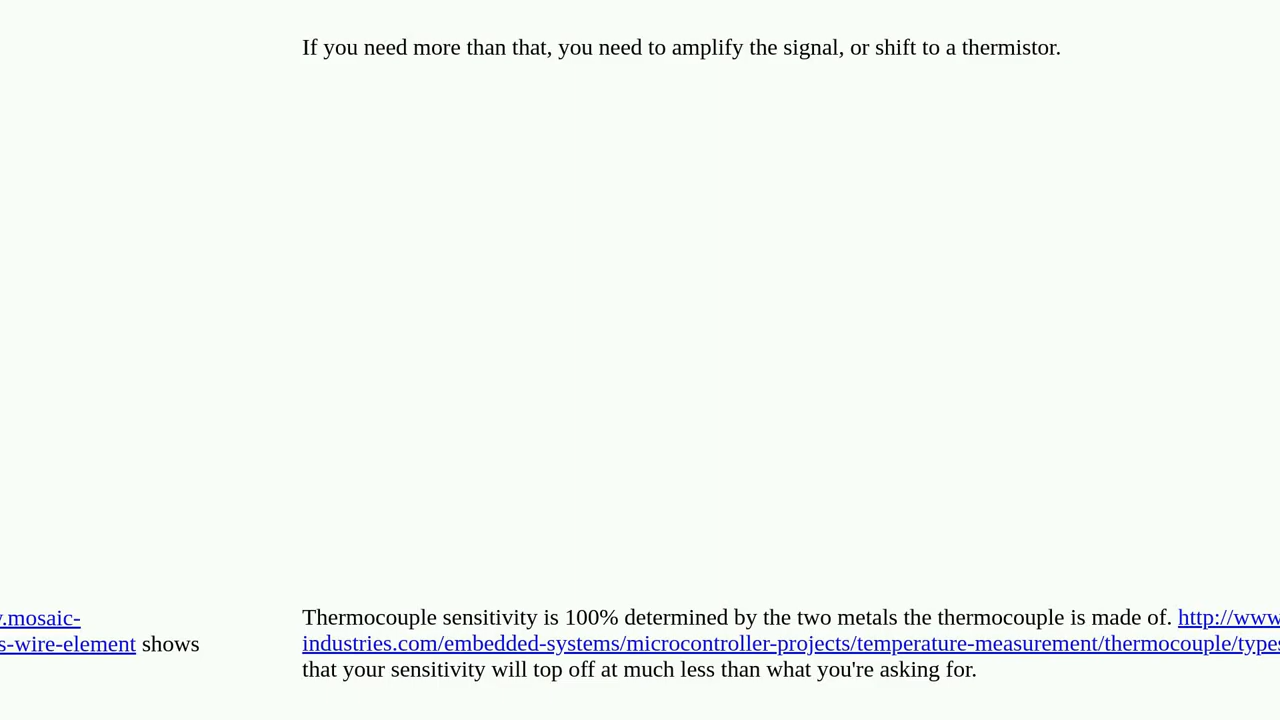 If you need more than that, you need to amplify the signal, or shift to a thermistor.
.mosaic-
s-wire-element shows
Thermocouple sensitivity is 100% determined by the two metals the thermocouple is made of. http://www
industries.com/embedded-systems/microcontroller-projects/temperature-measurement/thermocouple/types
that your sensitivity will top off at much less than what you're asking for.